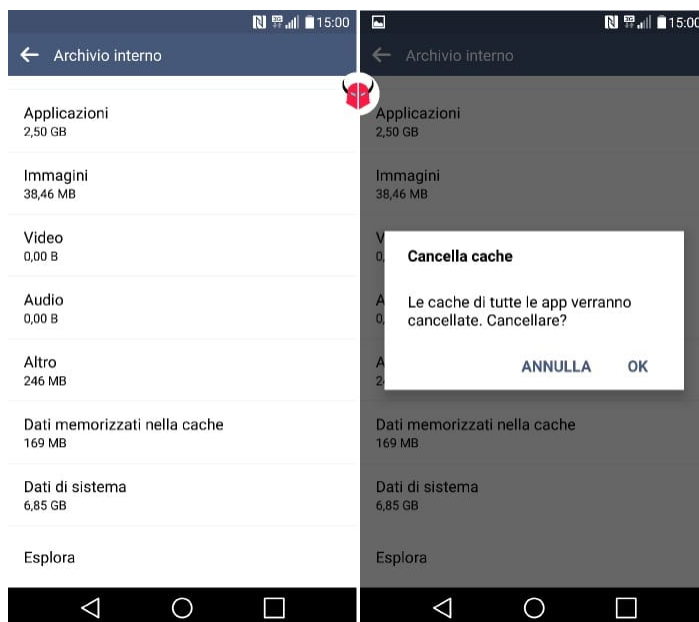 15:00
Archivio interno
Applicazioni
2,50 GB
Immagini
38,46 MB
Video
0,00 B
Audio
0,00 B
Altro
246 MB
Dati memorizzati nella cache
169 MB
Dati di sistema
6,85 GB
Esplora
15:00
Archivio interno
Applicazioni
2,50 GB
Immagini
38,46 MB
Cancella cache
Le cache di tutte le app verranno
cancellate. Cancellare?
ANNULLA OK
Dati memorizzati nella cache
169 MB
Dati di sistema
6,85 GB
Esplora